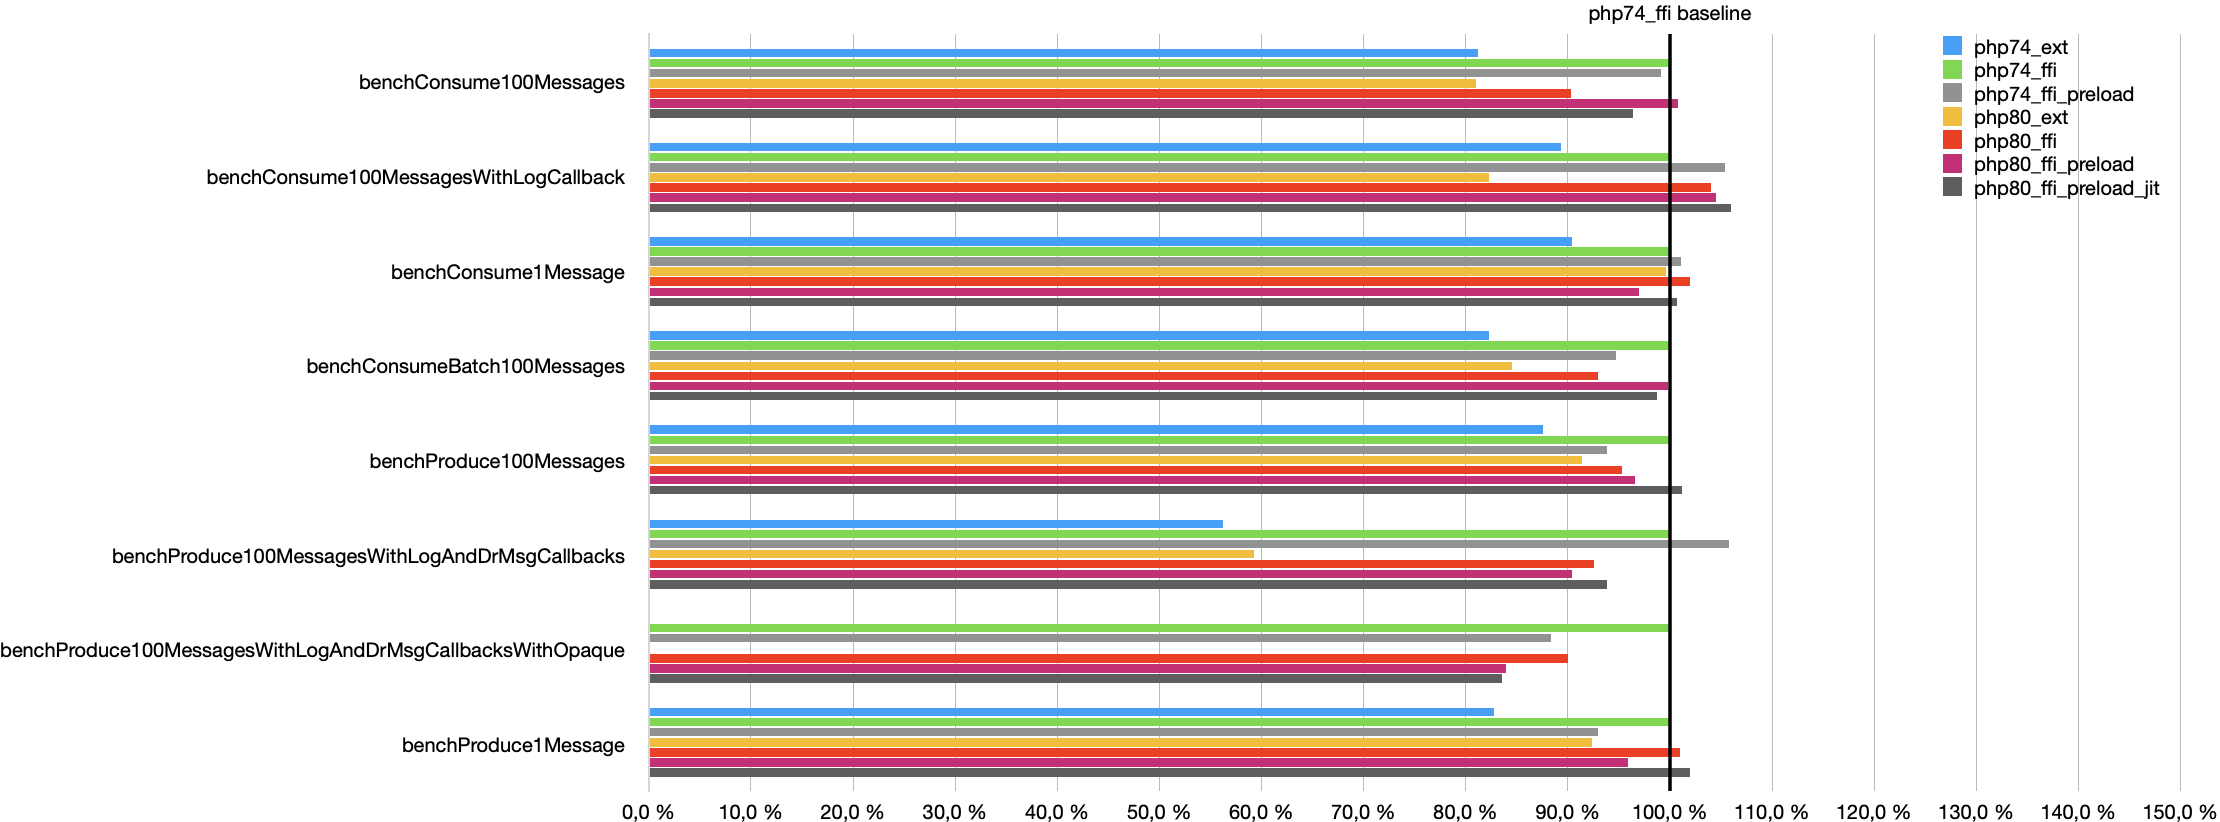 php74_ffi baseline
php74_ext
php74_ffi
php74_ffi_preload
php80_ext
php80_ffi
php80_ffi_preload
php80_ffi_preload_jit
benchConsume100Messages
benchConsume100MessagesWithLogCallback
benchConsume1Message
benchConsumeBatch100Messages
benchProduce100Messages
benchProduce100MessagesWithLogAndDrMsgCallbacks
benchProduce100MessagesWithLogAndDrMsgCallbacksWithOpaque
benchProduce1Message
0,0 % 10,0 % 20,0 % 30,0 % 40,0 % 50,0 % 60,0 % 70,0 % 80,0 % 90,0 % 100,0 % 110,0 % 120,0 % 130,0 % 140,0 % 150,0 %